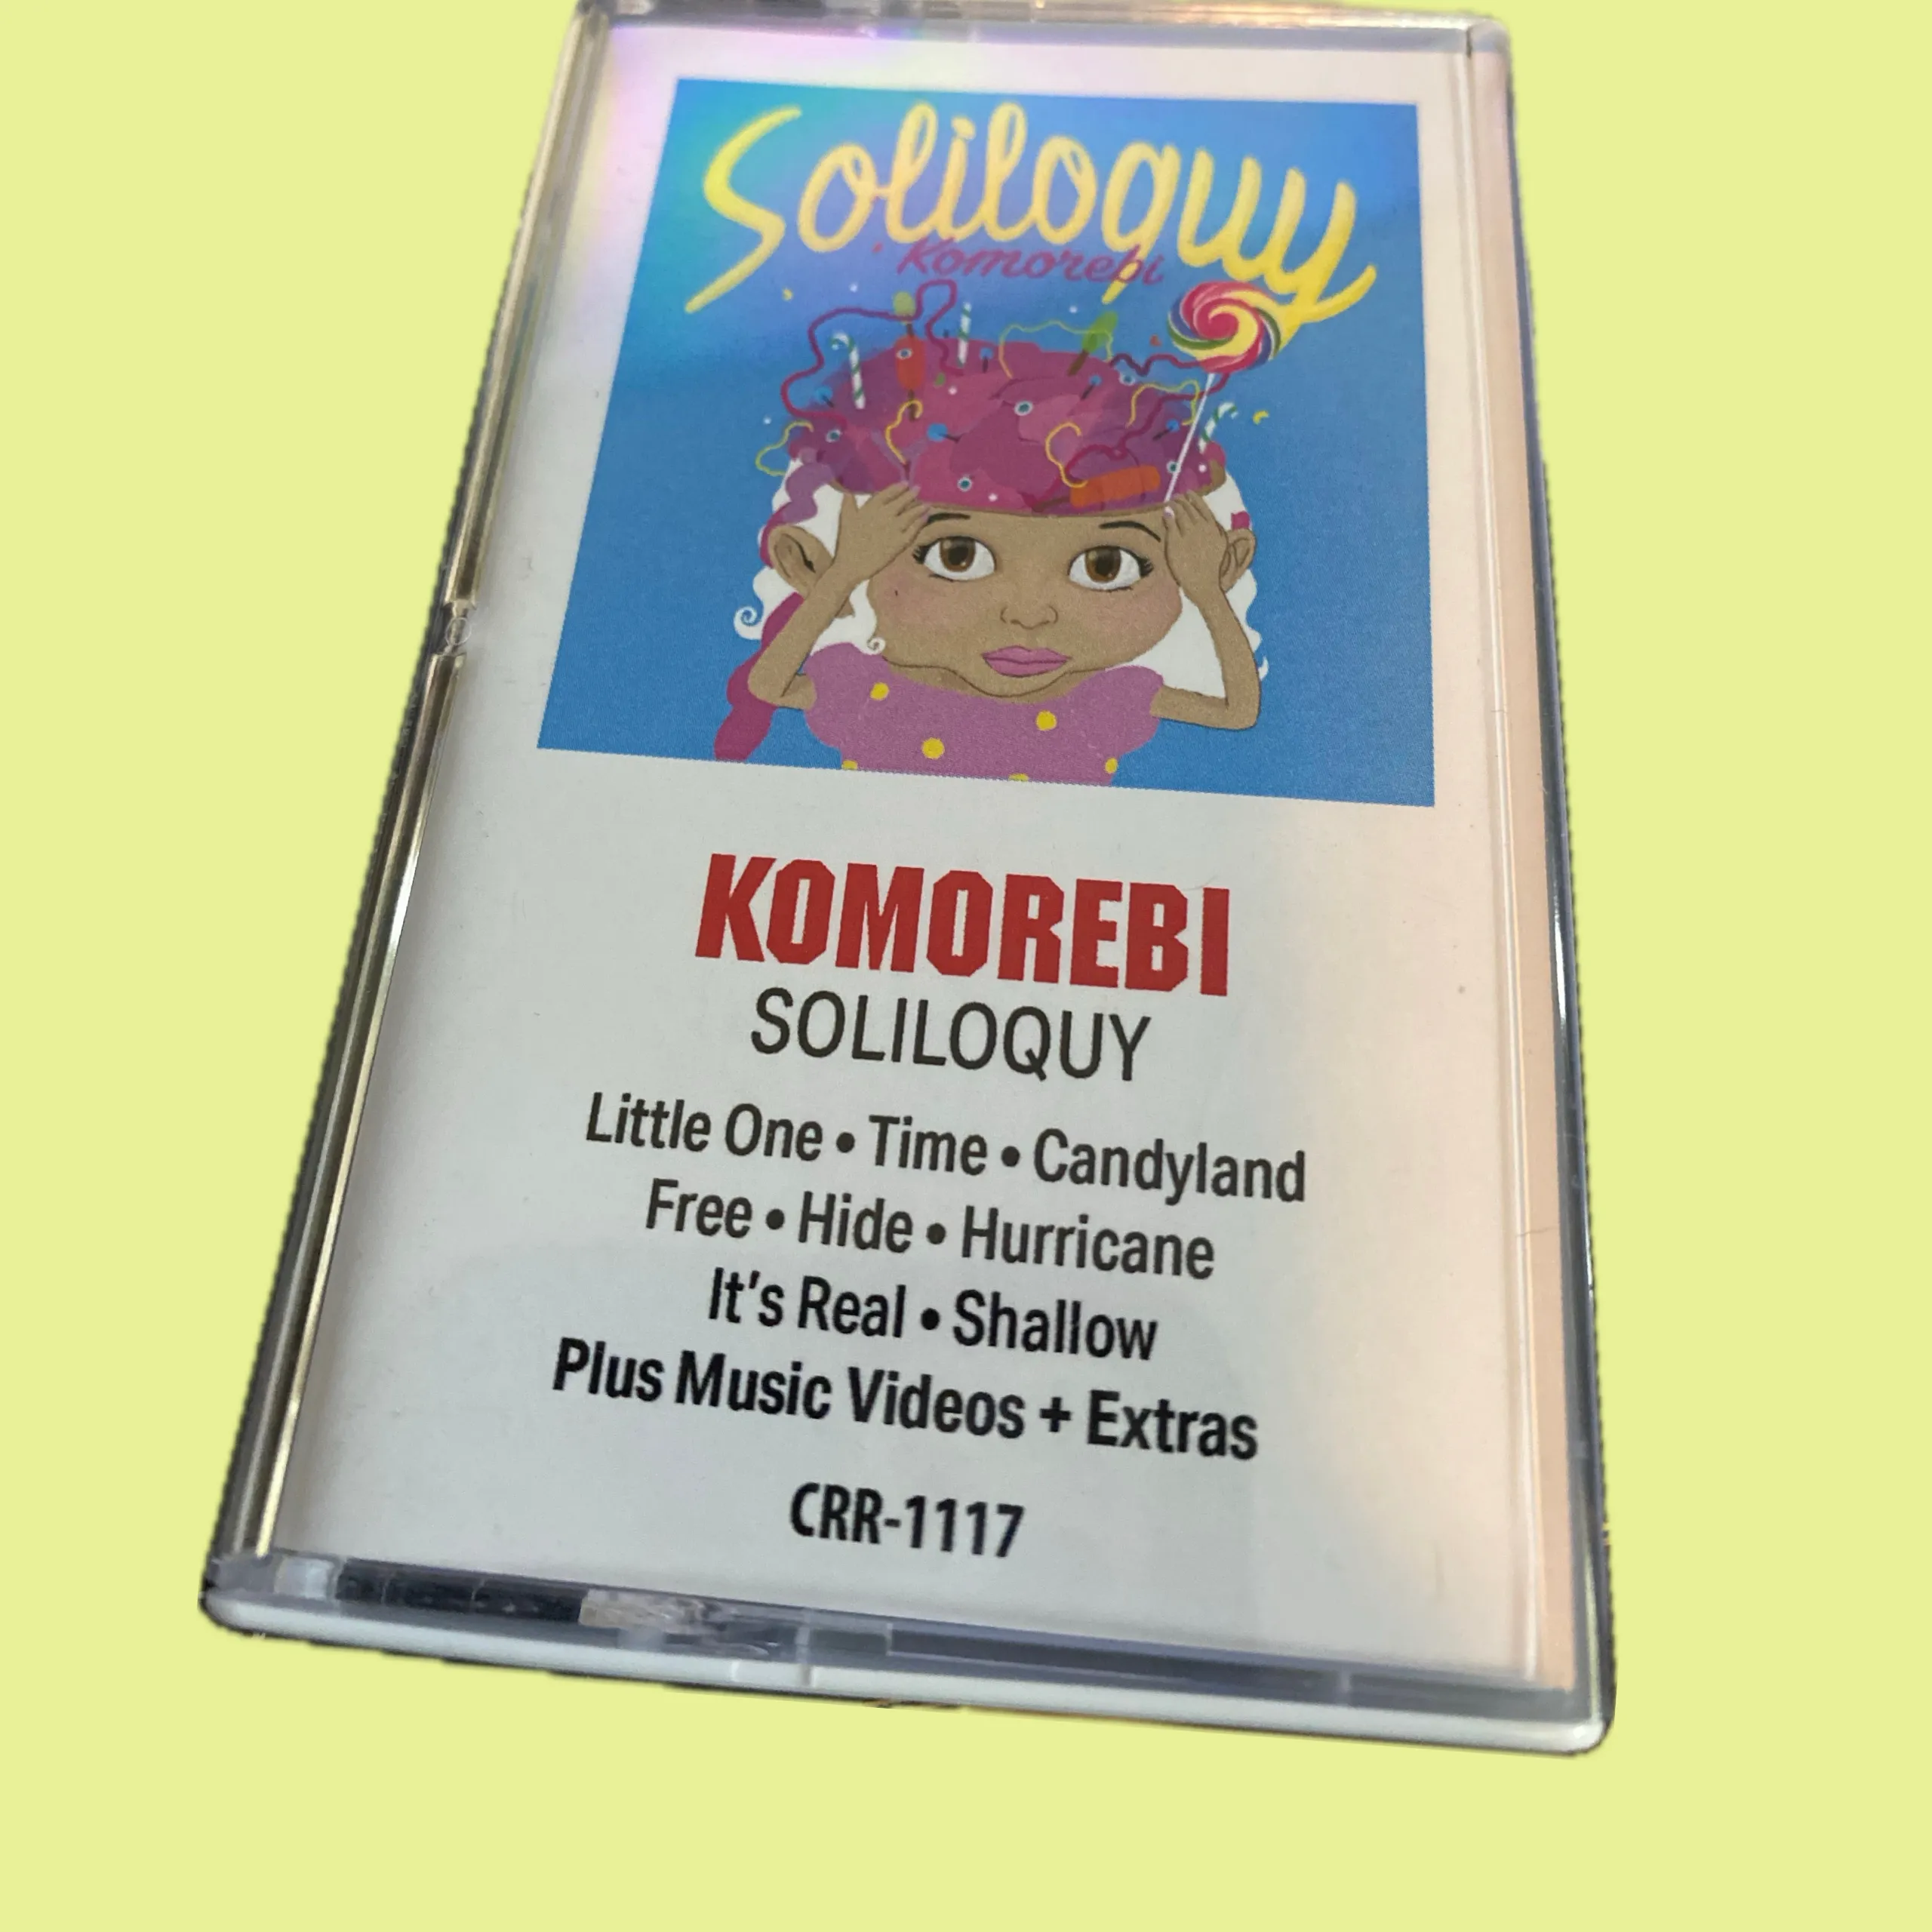 Soliloquy
Komorebi
KOMOREBI
SOLILOQUY
Little One • Time • Candyland
Free • Hide • Hurricane
It's Real • Shallow
Plus Music Videos + Extras
CRR-1117